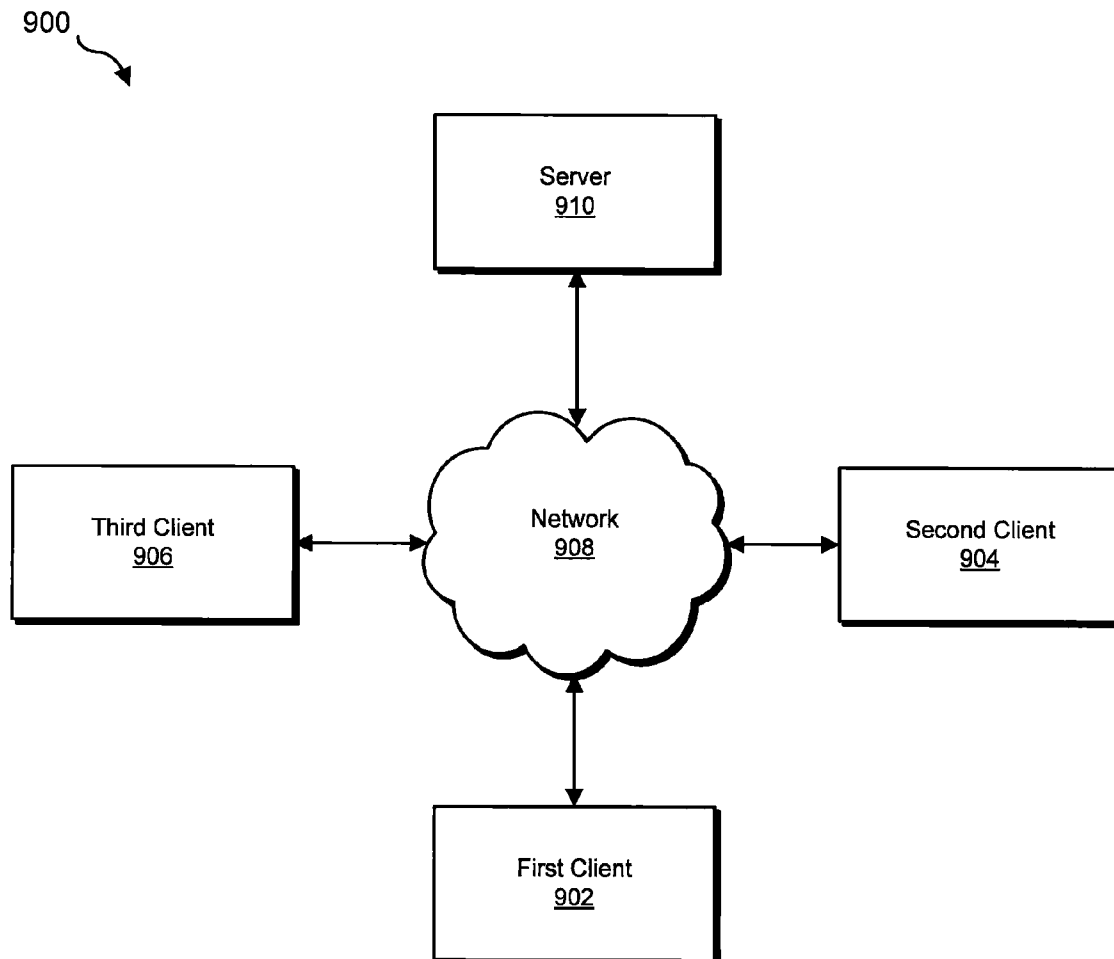 900
Server
910
Third Client
906
Network
908
Second Client
904
First Client
902